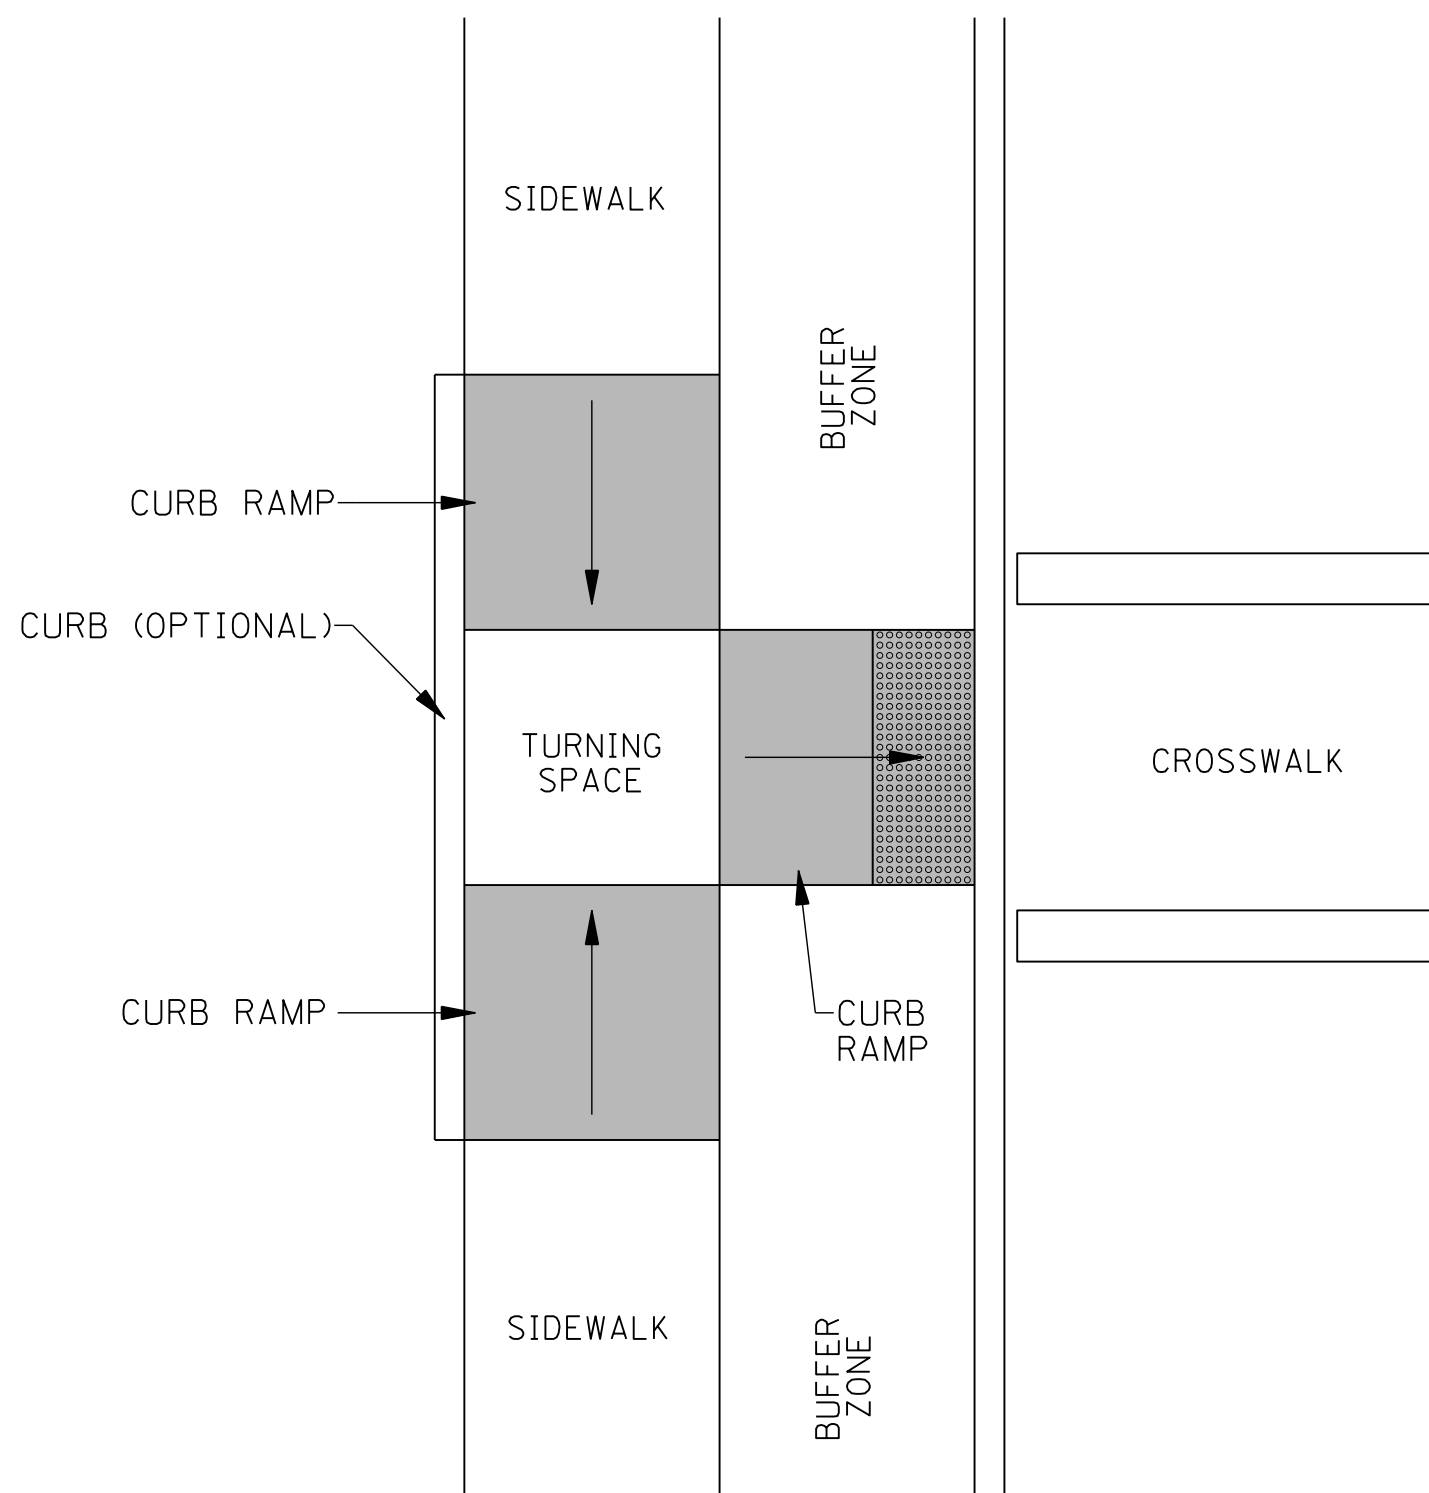 SIDEWALK
BUFFER
ZONE
CURB RAMP
CURB (OPTIONAL)
TURNING
SPACE
CROSSWALK
CURB RAMP
CURB
RAMP
SIDEWALK
BUFFER
ZONE